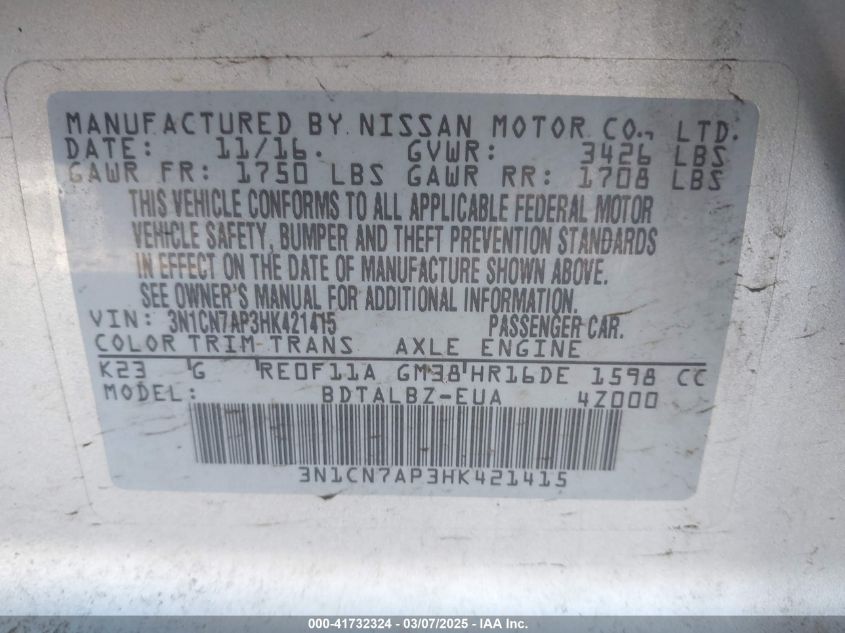 MANUFACTURED BY NISSAN MOTOR CO., LTD.
DATE: 11/16. GVWR: 3426 LBS
GAWR FR: 1750 LBS GAWR RR: 1708 LBS
THIS VEHICLE CONFORMS TO ALL APPLICABLE FEDERAL MOTOR
VEHICLE SAFETY, BUMPER AND THEFT PREVENTION STANDARDS
IN EFFECT ON THE DATE OF MANUFACTURE SHOWN ABOVE.
SEE OWNER'S MANUAL FOR ADDITIONAL INFORMATION.
VIN: 3N1CN7AP3HK421415 PASSENGER CAR.
COLOR TRIM TRANS AXLE ENGINE
K23 G RE0F11A GM38 HR16DE 1598 CC
MODEL: BDTALBZ-EUA 4Z000
3N1CN7AP3HK421415
000-41732324 - 03/07/2025 - IAA Inc.